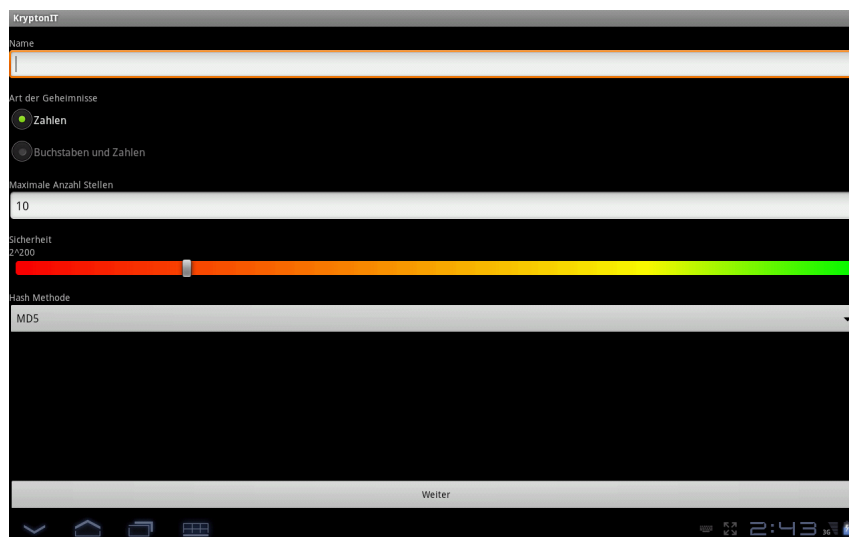 KryptonIT
Name
Art der Geheimnisse
Zahlen
Buchstaben und Zahlen
Maximale Anzahl Stellen
10
Sicherheit
2^200
Hash Methode
MD5
Weiter
2:43 3G